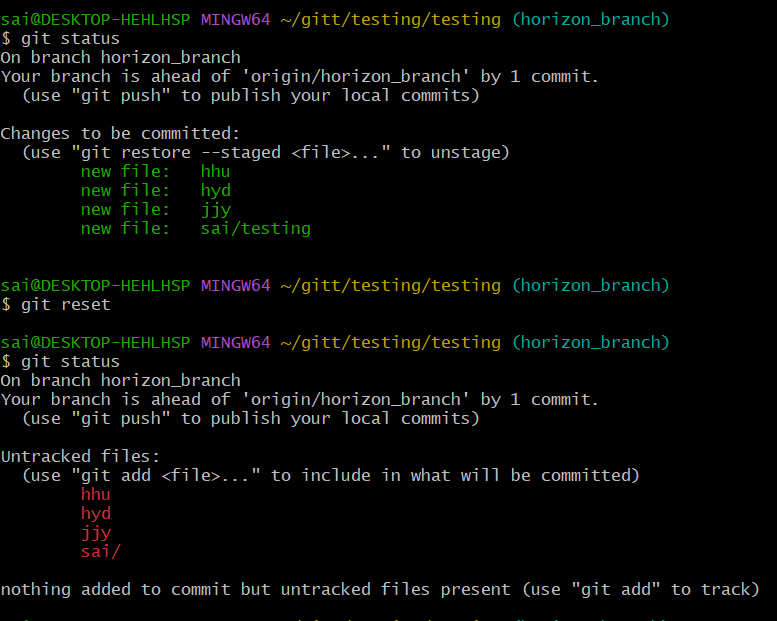 sai@DESKTOP-HEHLHSP MINGW64 ~/gitt/testing/testing (horizon_branch)
$ git status
On branch horizon_branch
Your branch is ahead of 'origin/horizon_branch' by 1 commit.
  (use "git push" to publish your local commits)

Changes to be committed:
  (use "git restore --staged <file>..." to unstage)
        new file:   hhu
        new file:   hyd
        new file:   jjy
        new file:   sai/testing

sai@DESKTOP-HEHLHSP MINGW64 ~/gitt/testing/testing (horizon_branch)
$ git reset

sai@DESKTOP-HEHLHSP MINGW64 ~/gitt/testing/testing (horizon_branch)
$ git status
On branch horizon_branch
Your branch is ahead of 'origin/horizon_branch' by 1 commit.
  (use "git push" to publish your local commits)

Untracked files:
  (use "git add <file>..." to include in what will be committed)
        hhu
        hyd
        jjy
        sai/

nothing added to commit but untracked files present (use "git add" to track)